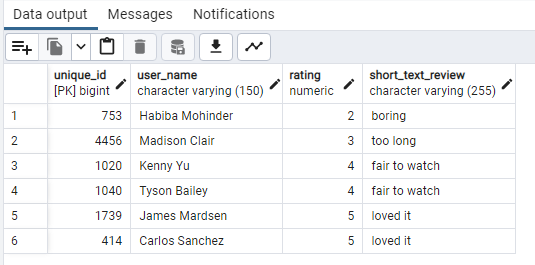 Data output Messages Notifications
unique_id user_name rating short_text_review
[PK] bigint character varying (150) numeric character varying (255)
1 753 Habiba Mohinder 2 boring
2 4456 Madison Clair 3 too long
3 1020 Kenny Yu 4 fair to watch
4 1040 Tyson Bailey 4 fair to watch
5 1739 James Mardsen 5 loved it
6 414 Carlos Sanchez 5 loved it